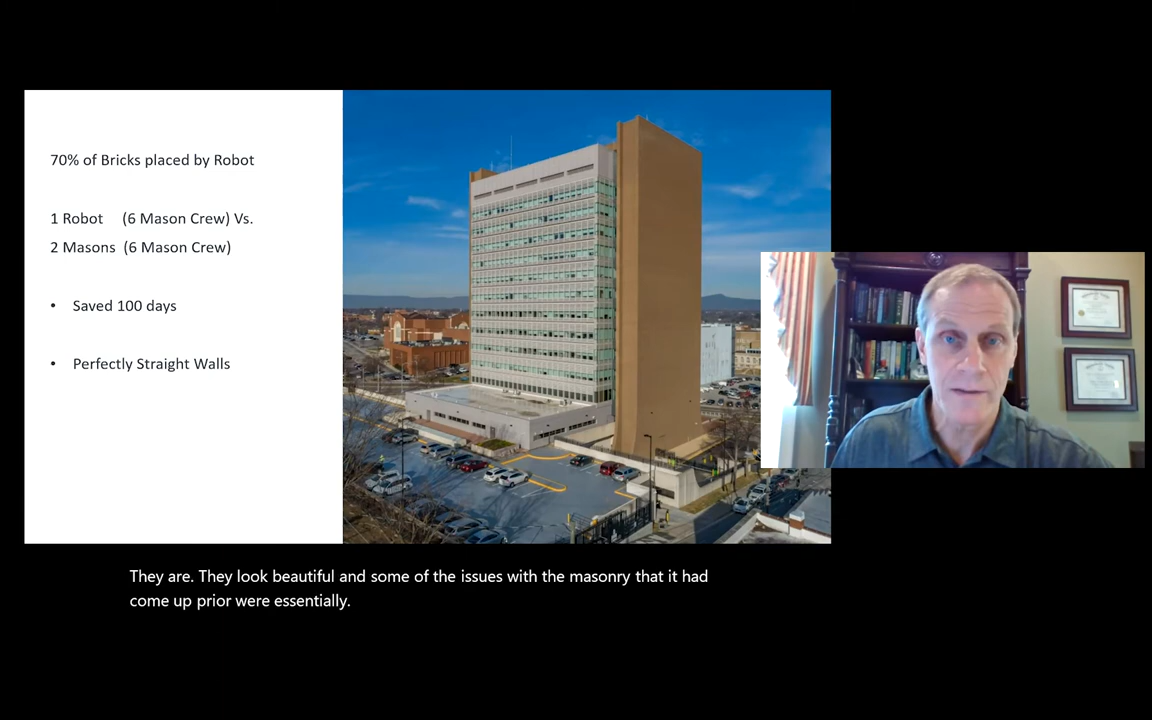 70% of Bricks placed by Robot
1 Robot (6 Mason Crew) Vs.
2 Masons (6 Mason Crew)
• Saved 100 days
• Perfectly Straight Walls
They are. They look beautiful and some of the issues with the masonry that it had
come up prior were essentially.